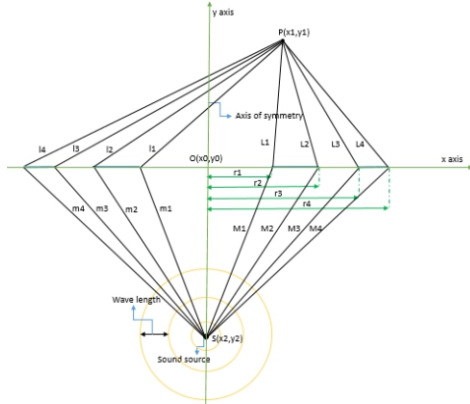 y axis
P(x1,y1)
Axis of symmetry
l4
l3
l2
l1
L1
L2
L3
L4
O(x0,y0)
x axis
r1
r2
r3
r4
m4
m3
m2
m1
M1
M2
M3
M4
Wave length
S(x2,y2)
Sound source